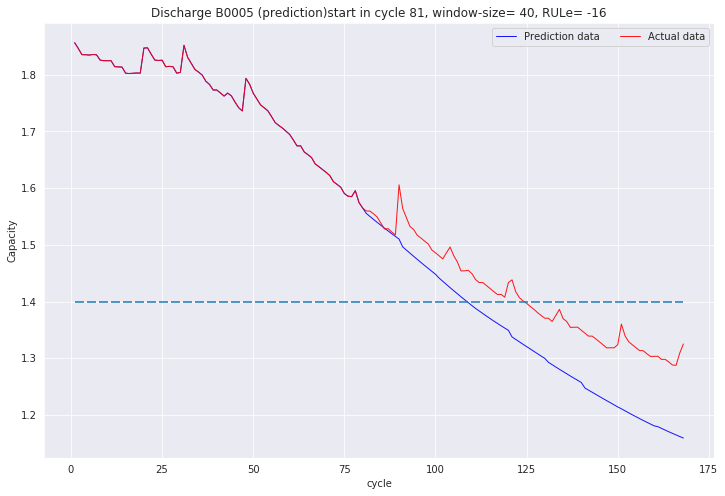 Discharge B0005 (prediction)start in cycle 81, window-size= 40, RULe= -16
Prediction data Actual data
1.8
1.7
1.6
1.5
1.4
1.3
1.2
Capacity
0 25 50 75 100 125 150 175
cycle